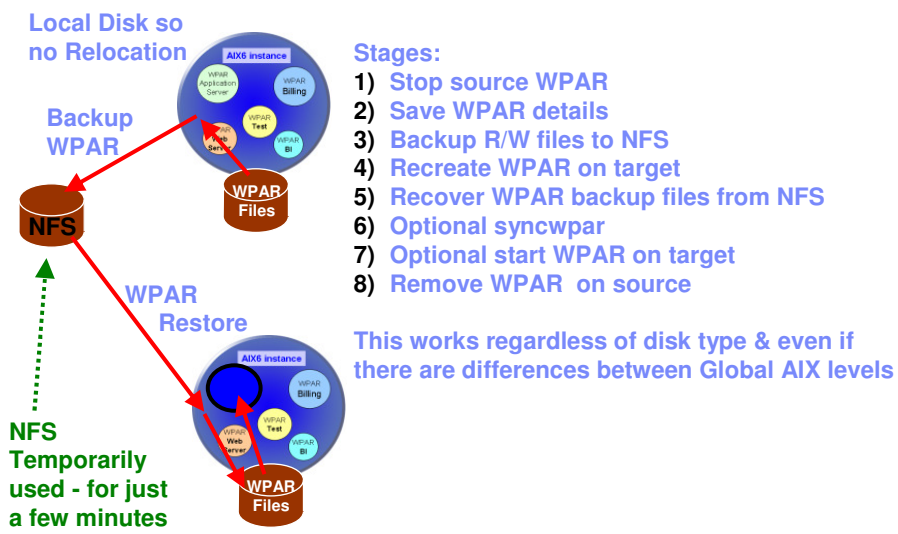 Local Disk so
no Relocation
AIX6 instance
WPAR
Application
Server
WPAR
Billing
WPAR
Test
WPAR
Web
Server
WPAR
BI
Backup
WPAR
WPAR
Files
NFS
WPAR
Restore
AIX6 instance
WPAR
Billing
WPAR
Test
WPAR
Web
Server
WPAR
BI
WPAR
Files
NFS
Temporarily
used - for just
a few minutes
Stages:
1) Stop source WPAR
2) Save WPAR details
3) Backup R/W files to NFS
4) Recreate WPAR on target
5) Recover WPAR backup files from NFS
6) Optional syncwpar
7) Optional start WPAR on target
8) Remove WPAR on source
This works regardless of disk type & even if
there are differences between Global AIX levels